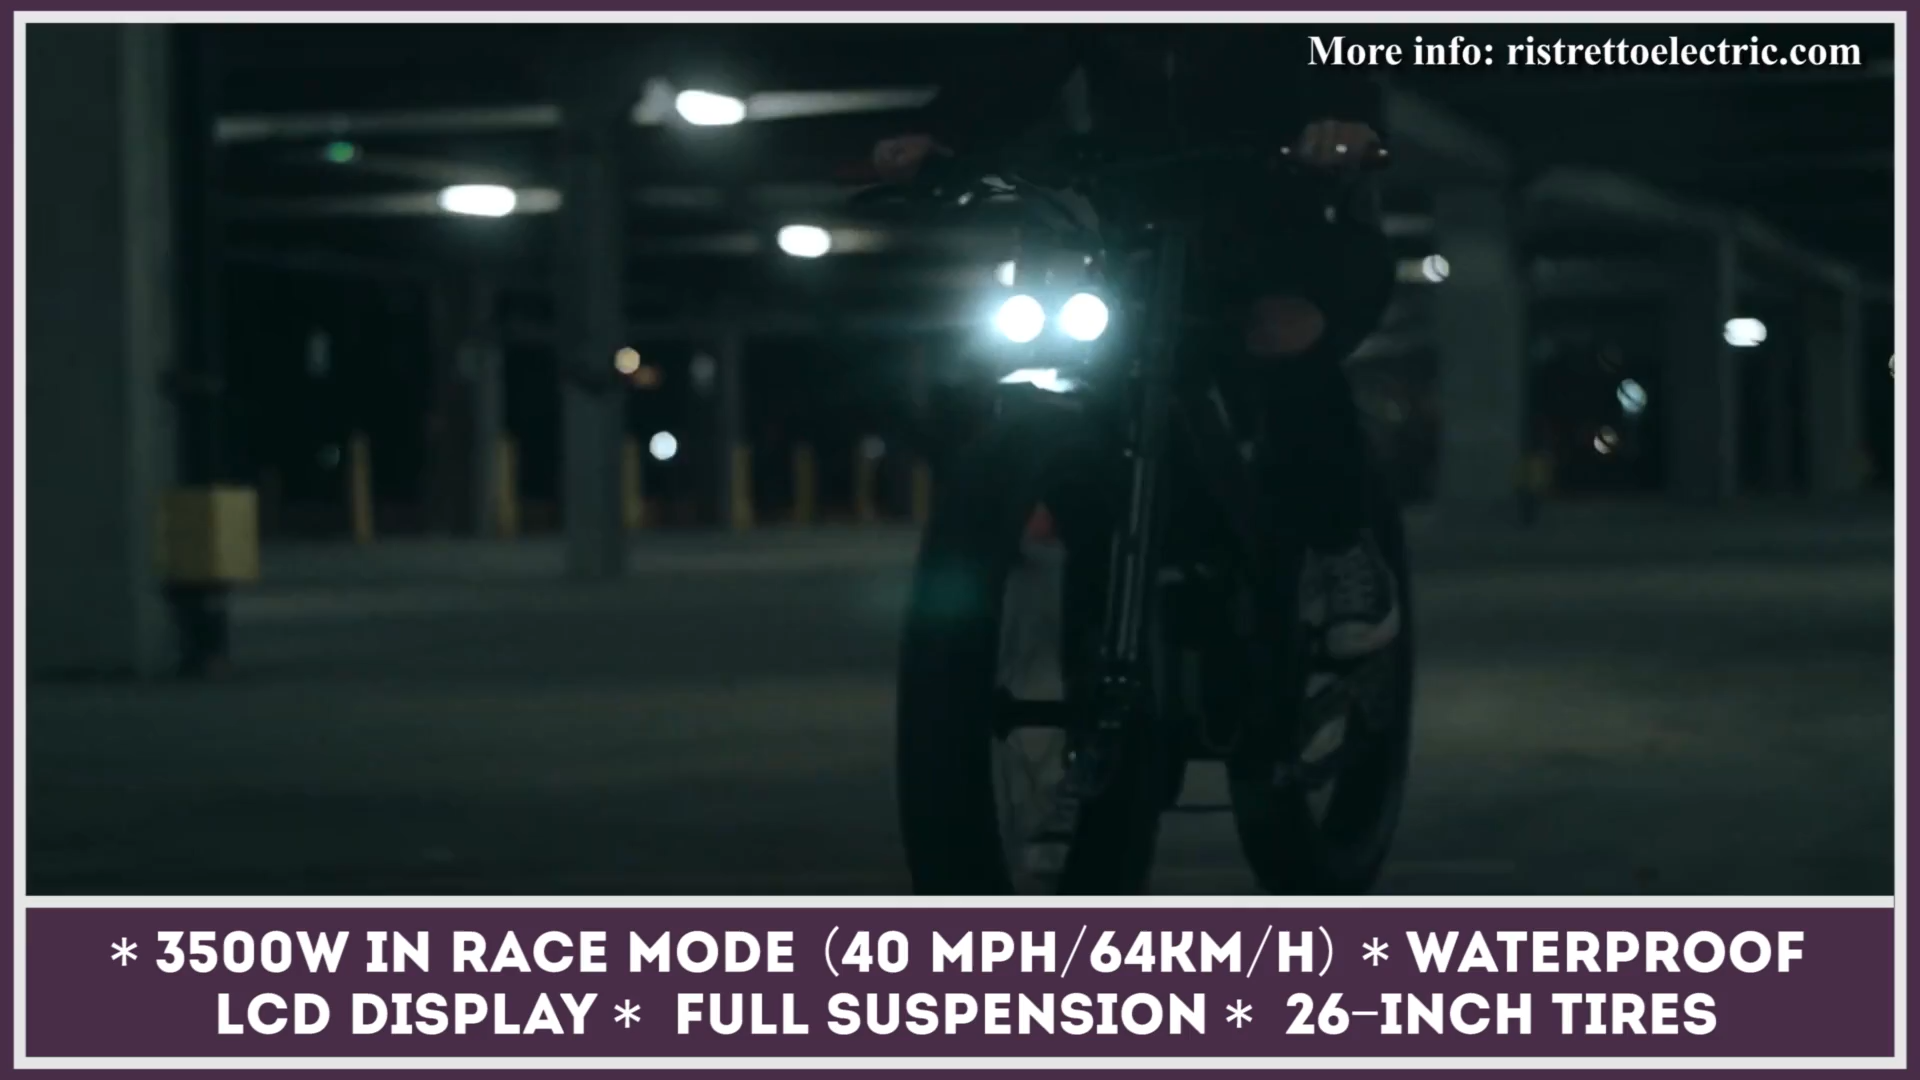 More info: ristrettoelectric.com
* 3500W IN RACE MODE (40 MPH/64KM/H) * WATERPROOF
LCD DISPLAY * FULL SUSPENSION * 26-INCH TIRES